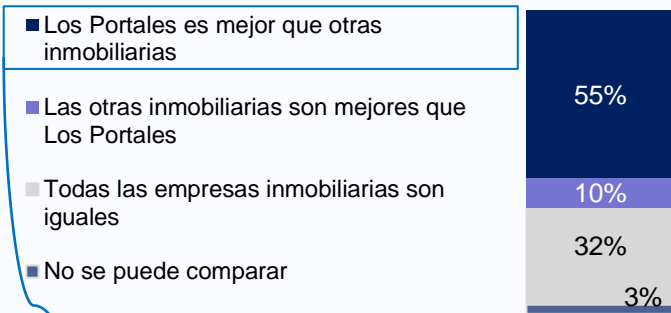 Los Portales es mejor que otras
inmobiliarias
Las otras inmobiliarias son mejores que
Los Portales
Todas las empresas inmobiliarias son
iguales
No se puede comparar
55%
10%
32%
3%